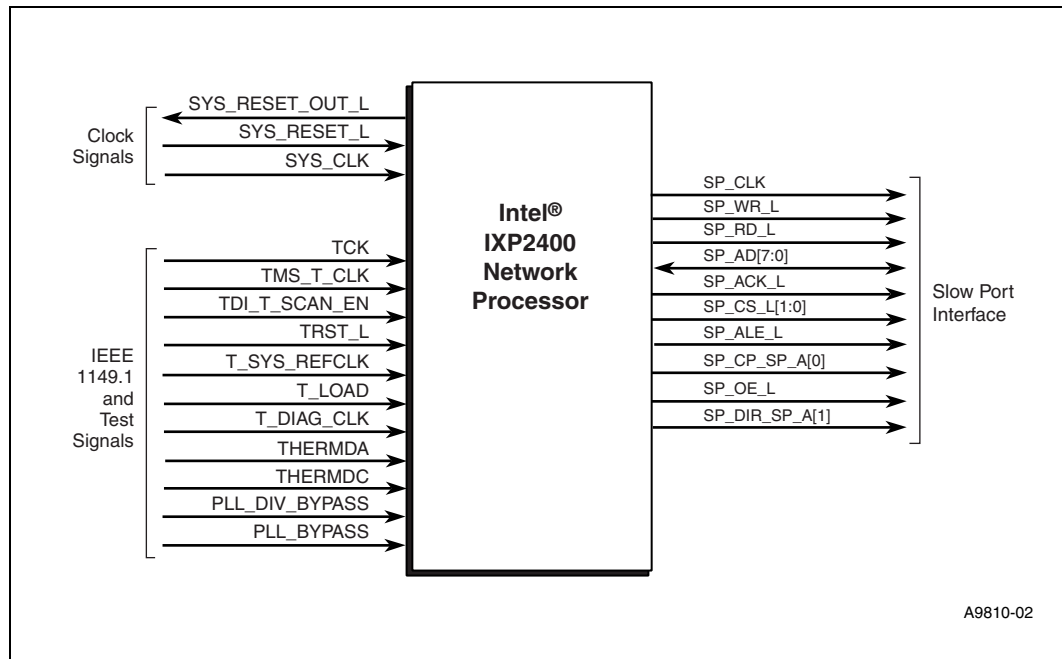 Clock
Signals
SYS_RESET_OUT_L
SYS_RESET_L
SYS_CLK
IEEE
1149.1
and
Test
Signals
TCK
TMS_T_CLK
TDI_T_SCAN_EN
TRST_L
T_SYS_REFCLK
T_LOAD
T_DIAG_CLK
THERMDA
THERMDC
PLL_DIV_BYPASS
PLL_BYPASS
Intel®
IXP2400
Network
Processor
SP_CLK
SP_WR_L
SP_RD_L
SP_AD[7:0]
SP_ACK_L
SP_CS_L[1:0]
SP_ALE_L
SP_CP_SP_A[0]
SP_OE_L
SP_DIR_SP_A[1]
Slow Port
Interface
A9810-02